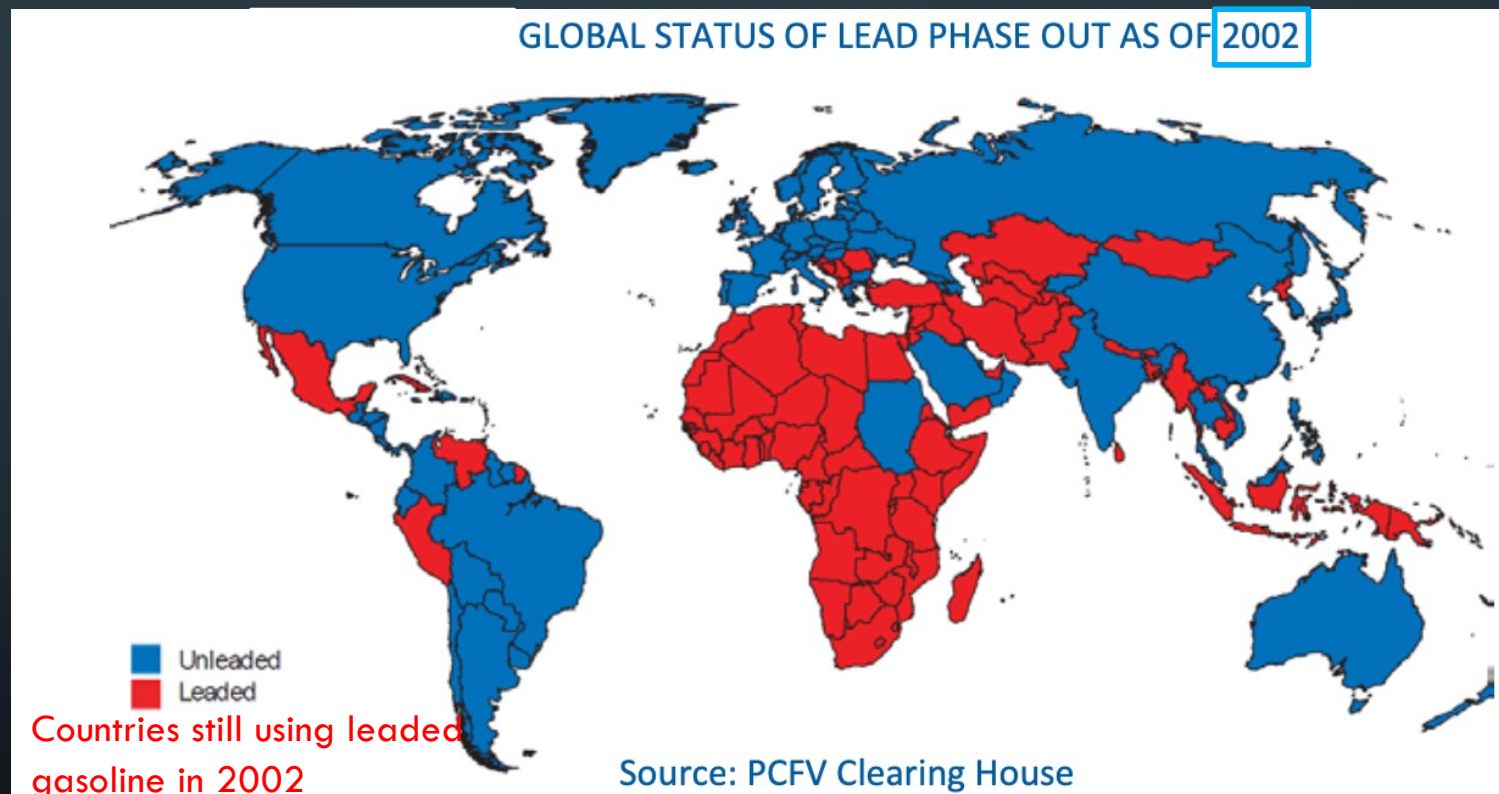 GLOBAL STATUS OF LEAD PHASE OUT AS OF 2002
Unleaded
Leaded
Countries still using leaded
gasoline in 2002
Source: PCFV Clearing House